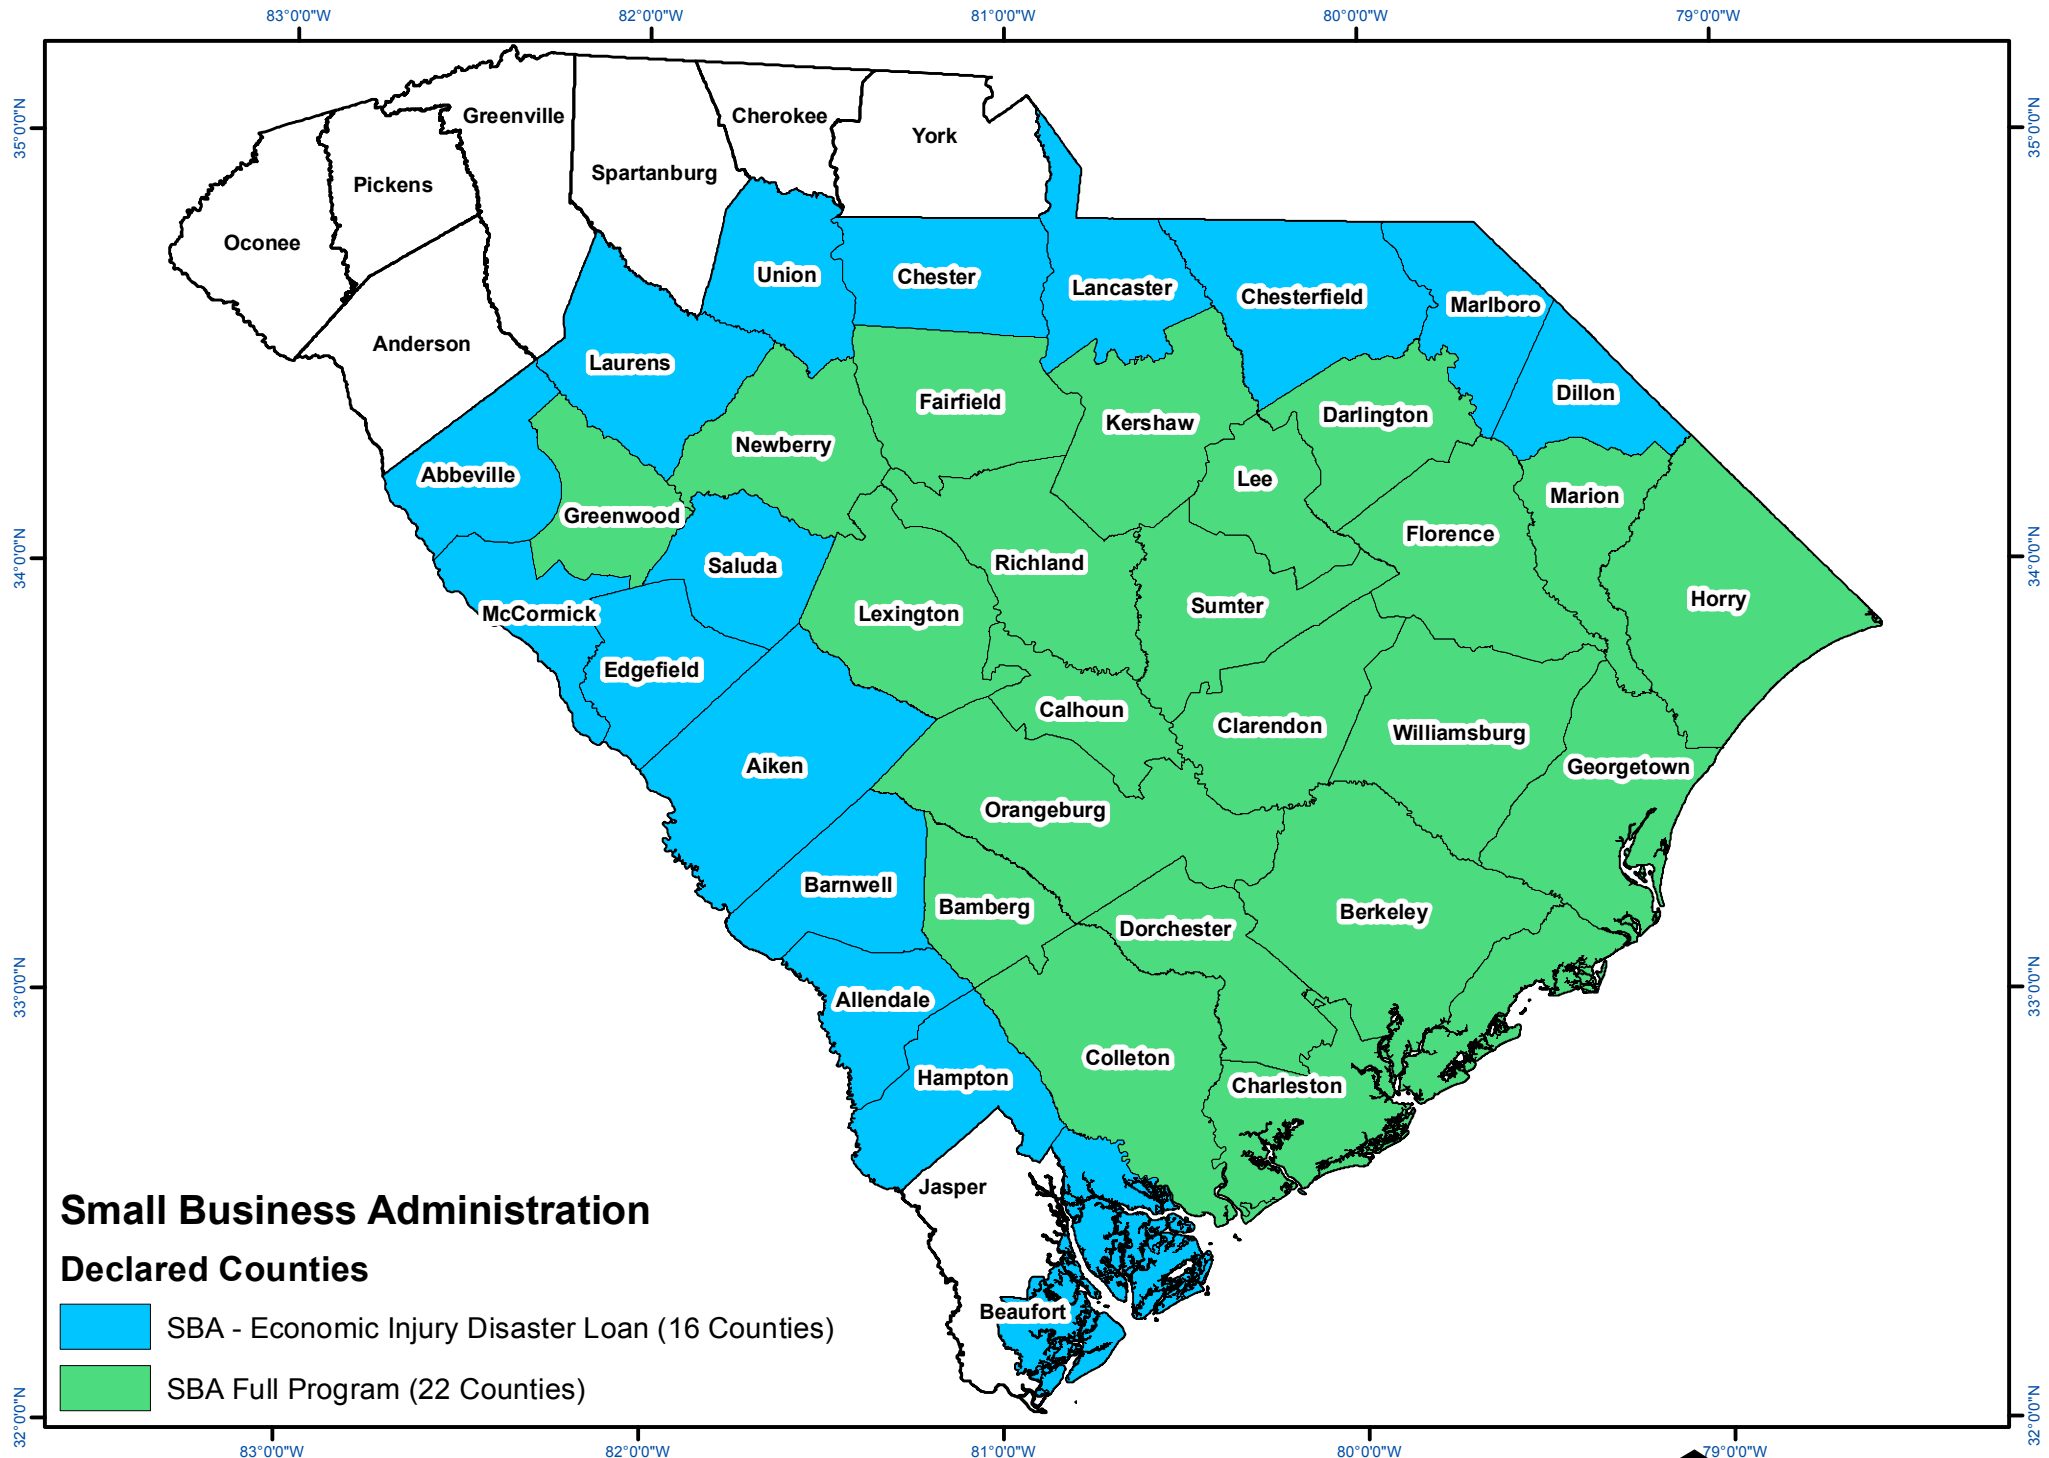 83°0'0"W 82°0'0"W 81°0'0"W 80°0'0"W 79°0'0"W
35°0'0"N
35°0'0"N
Greenville
Cherokee
York
Spartanburg
Pickens
Oconee
Union
Chester
Lancaster
Chesterfield
Marlboro
Anderson
Laurens
Dillon
Fairfield
Darlington
Kershaw
Newberry
Abbeville
Lee
Marion
Greenwood
Florence
34°0'0"N
34°0'0"N
Saluda
Richland
Horry
Sumter
McCormick
Lexington
Edgefield
Calhoun
Clarendon
Williamsburg
Aiken
Georgetown
Orangeburg
Barnwell
Bamberg
Berkeley
Dorchester
33°0'0"N
33°0'0"N
Allendale
Colleton
Hampton
Charleston
Jasper
Beaufort
Small Business Administration
Declared Counties
SBA - Economic Injury Disaster Loan (16 Counties)
SBA Full Program (22 Counties)
32°0'0"N
32°0'0"N
83°0'0"W 82°0'0"W 81°0'0"W 80°0'0"W 79°0'0"W